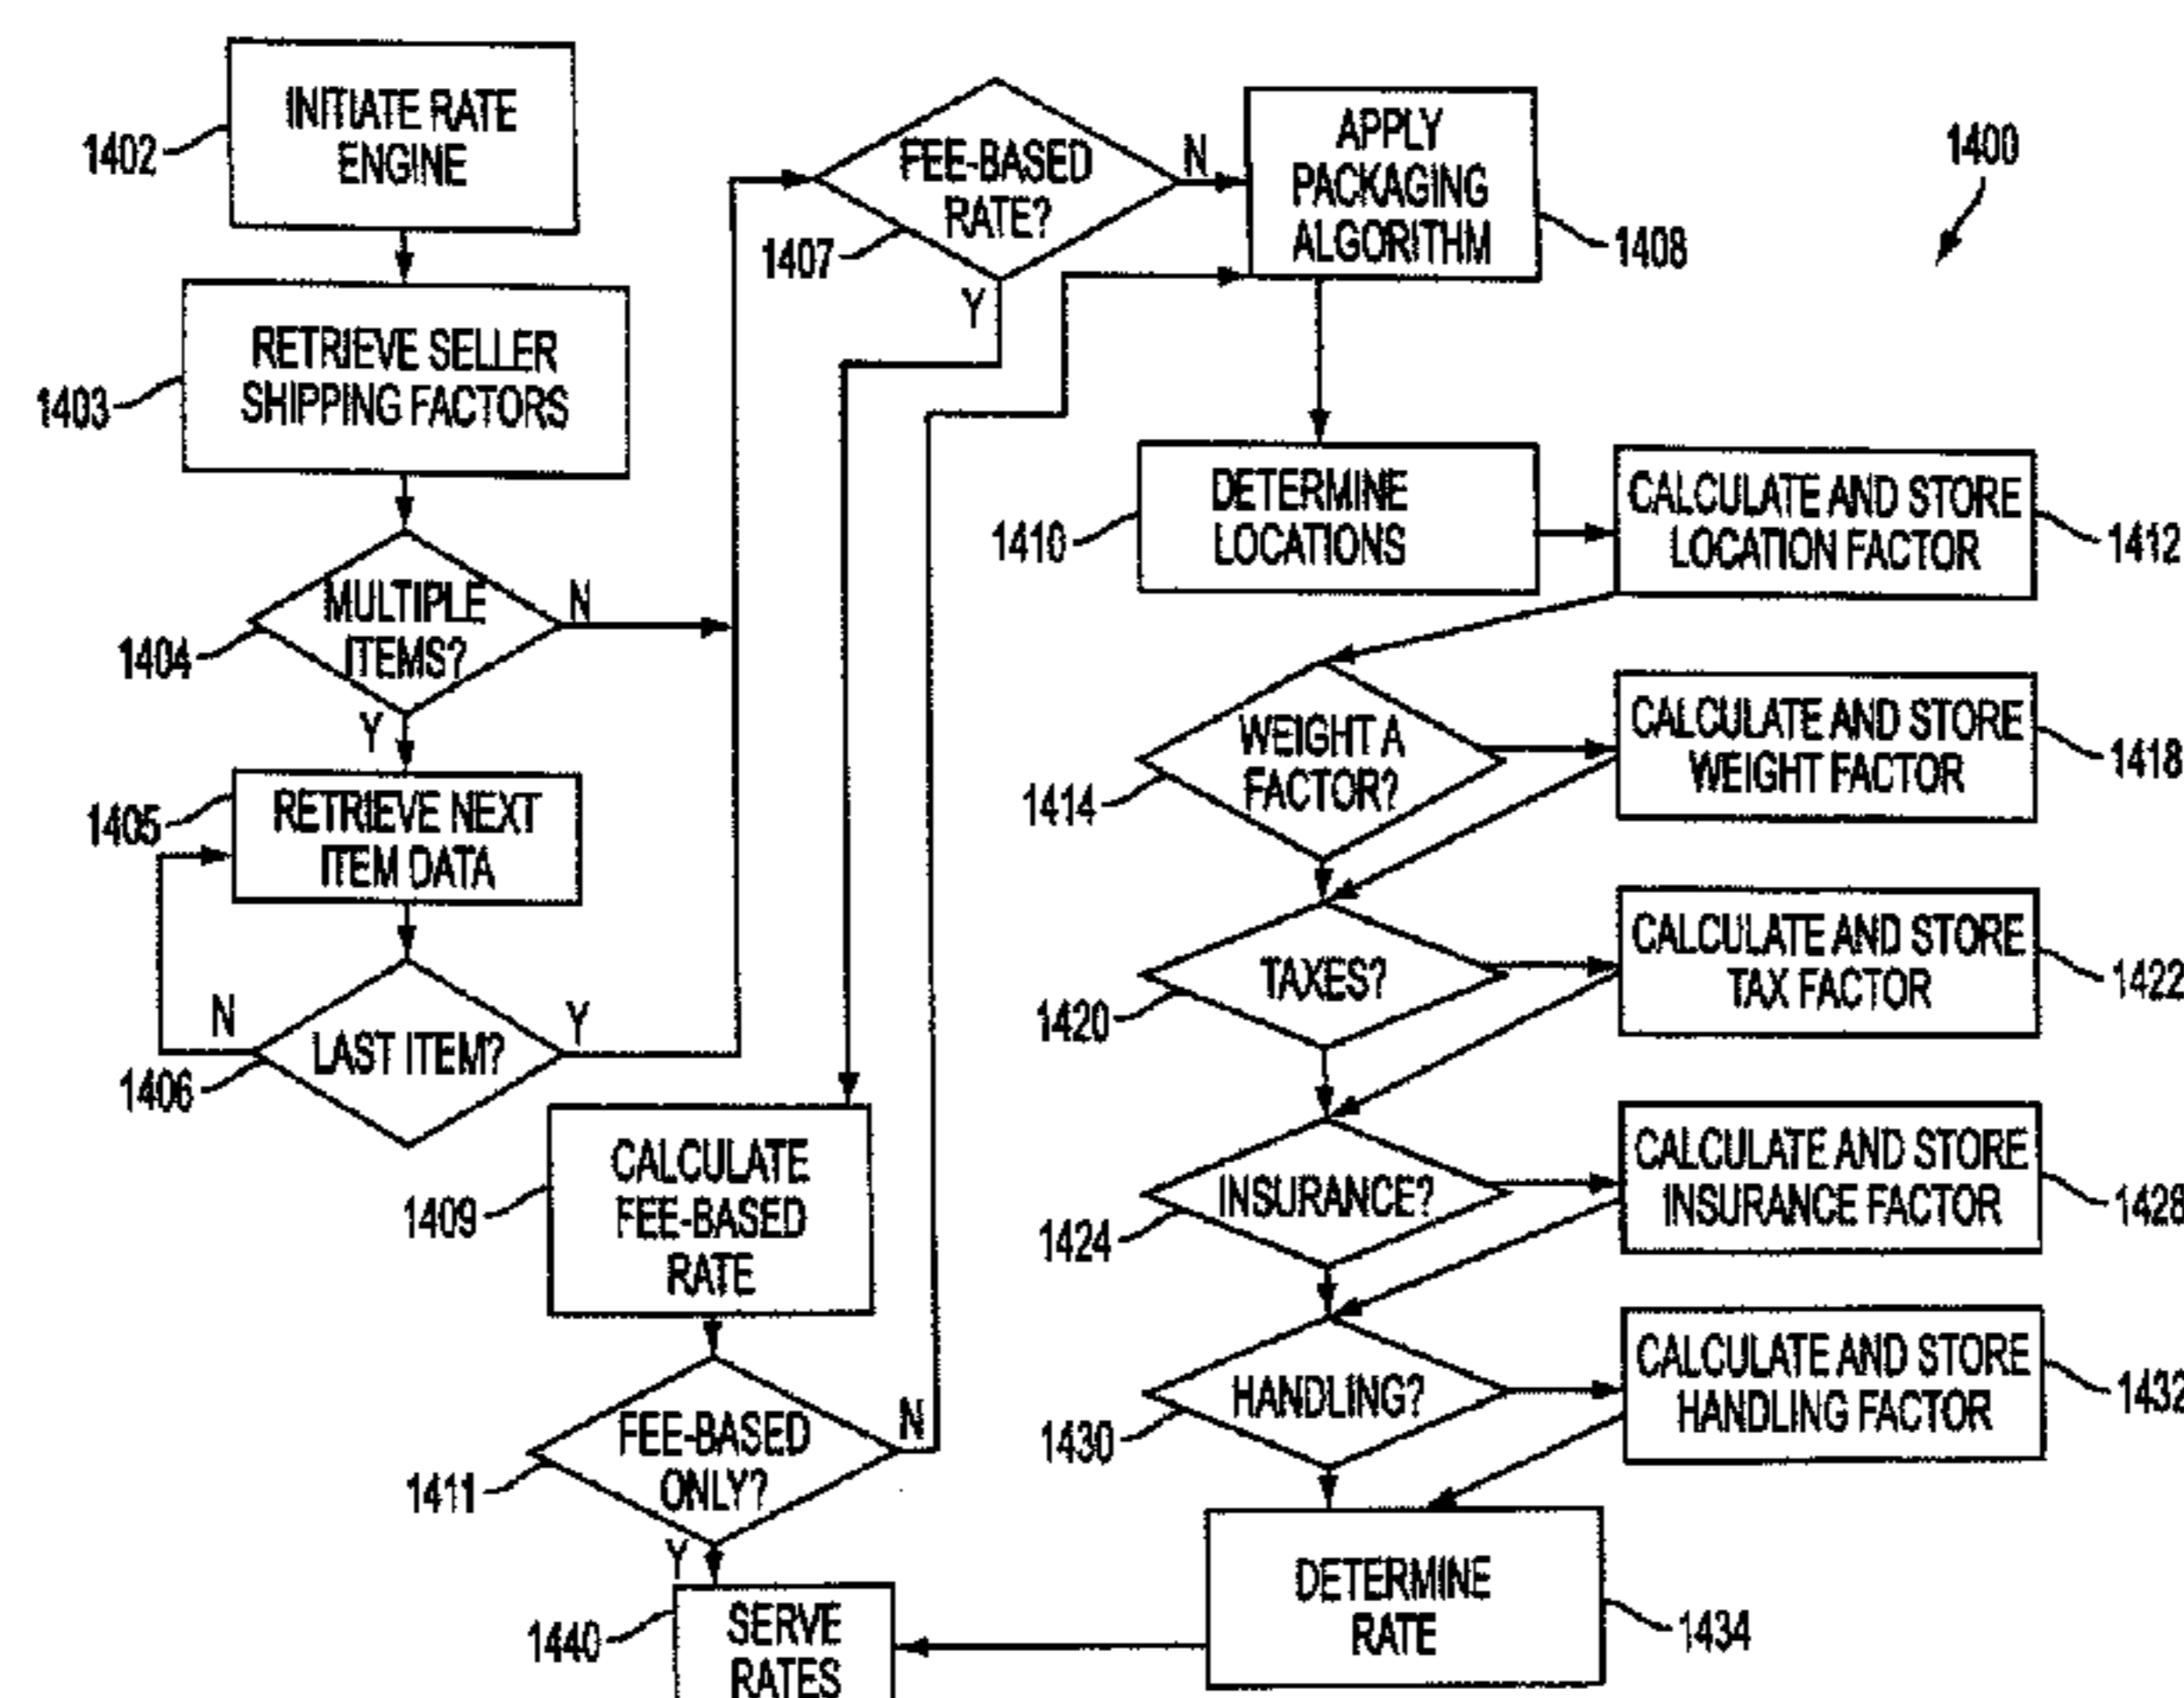 INITIATE RATE
ENGINE
1402
RETRIEVE SELLER
SHIPPING FACTORS
1403
MULTIPLE
ITEMS?
N
1404
Y
RETRIEVE NEXT
ITEM DATA
1405
LAST ITEM?
N
Y
1406
FEE-BASED
RATE?
N
1407
Y
APPLY
PACKAGING
ALGORITHM
1408
1400
CALCULATE
FEE-BASED
RATE
1409
FEE-BASED
ONLY?
N
1411
Y
SERVE
RATES
1440
DETERMINE
LOCATIONS
1410
CALCULATE AND STORE
LOCATION FACTOR
1412
WEIGHT A
FACTOR?
1414
CALCULATE AND STORE
WEIGHT FACTOR
1418
TAXES?
1420
CALCULATE AND STORE
TAX FACTOR
1422
INSURANCE?
1424
CALCULATE AND STORE
INSURANCE FACTOR
1428
HANDLING?
1430
CALCULATE AND STORE
HANDLING FACTOR
1432
DETERMINE
RATE
1434